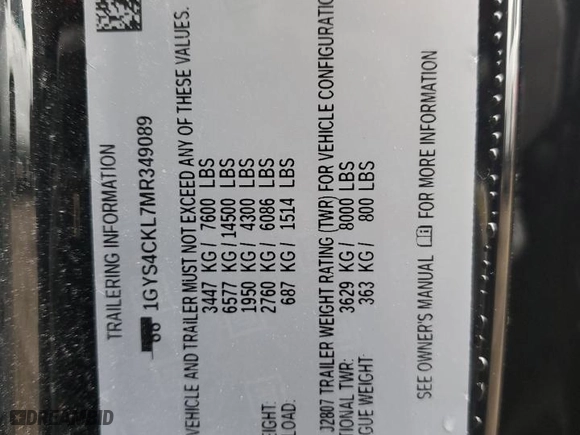 TRAILERING INFORMATION
1GYS4CKL7MR349089
VEHICLE AND TRAILER MUST NOT EXCEED ANY OF THESE VALUES.
3447 KG / 7600 LBS
6577 KG / 14500 LBS
1950 KG / 4300 LBS
IGHT: 2760 KG / 6086 LBS
LOAD: 687 KG / 1514 LBS
J2807 TRAILER WEIGHT RATING (TWR) FOR VEHICLE CONFIGURATIO
TIONAL TWR: 3629 KG / 8000 LBS
GUE WEIGHT: 363 KG / 800 LBS
SEE OWNER'S MANUAL FOR MORE INFORMATION
DREAMBID